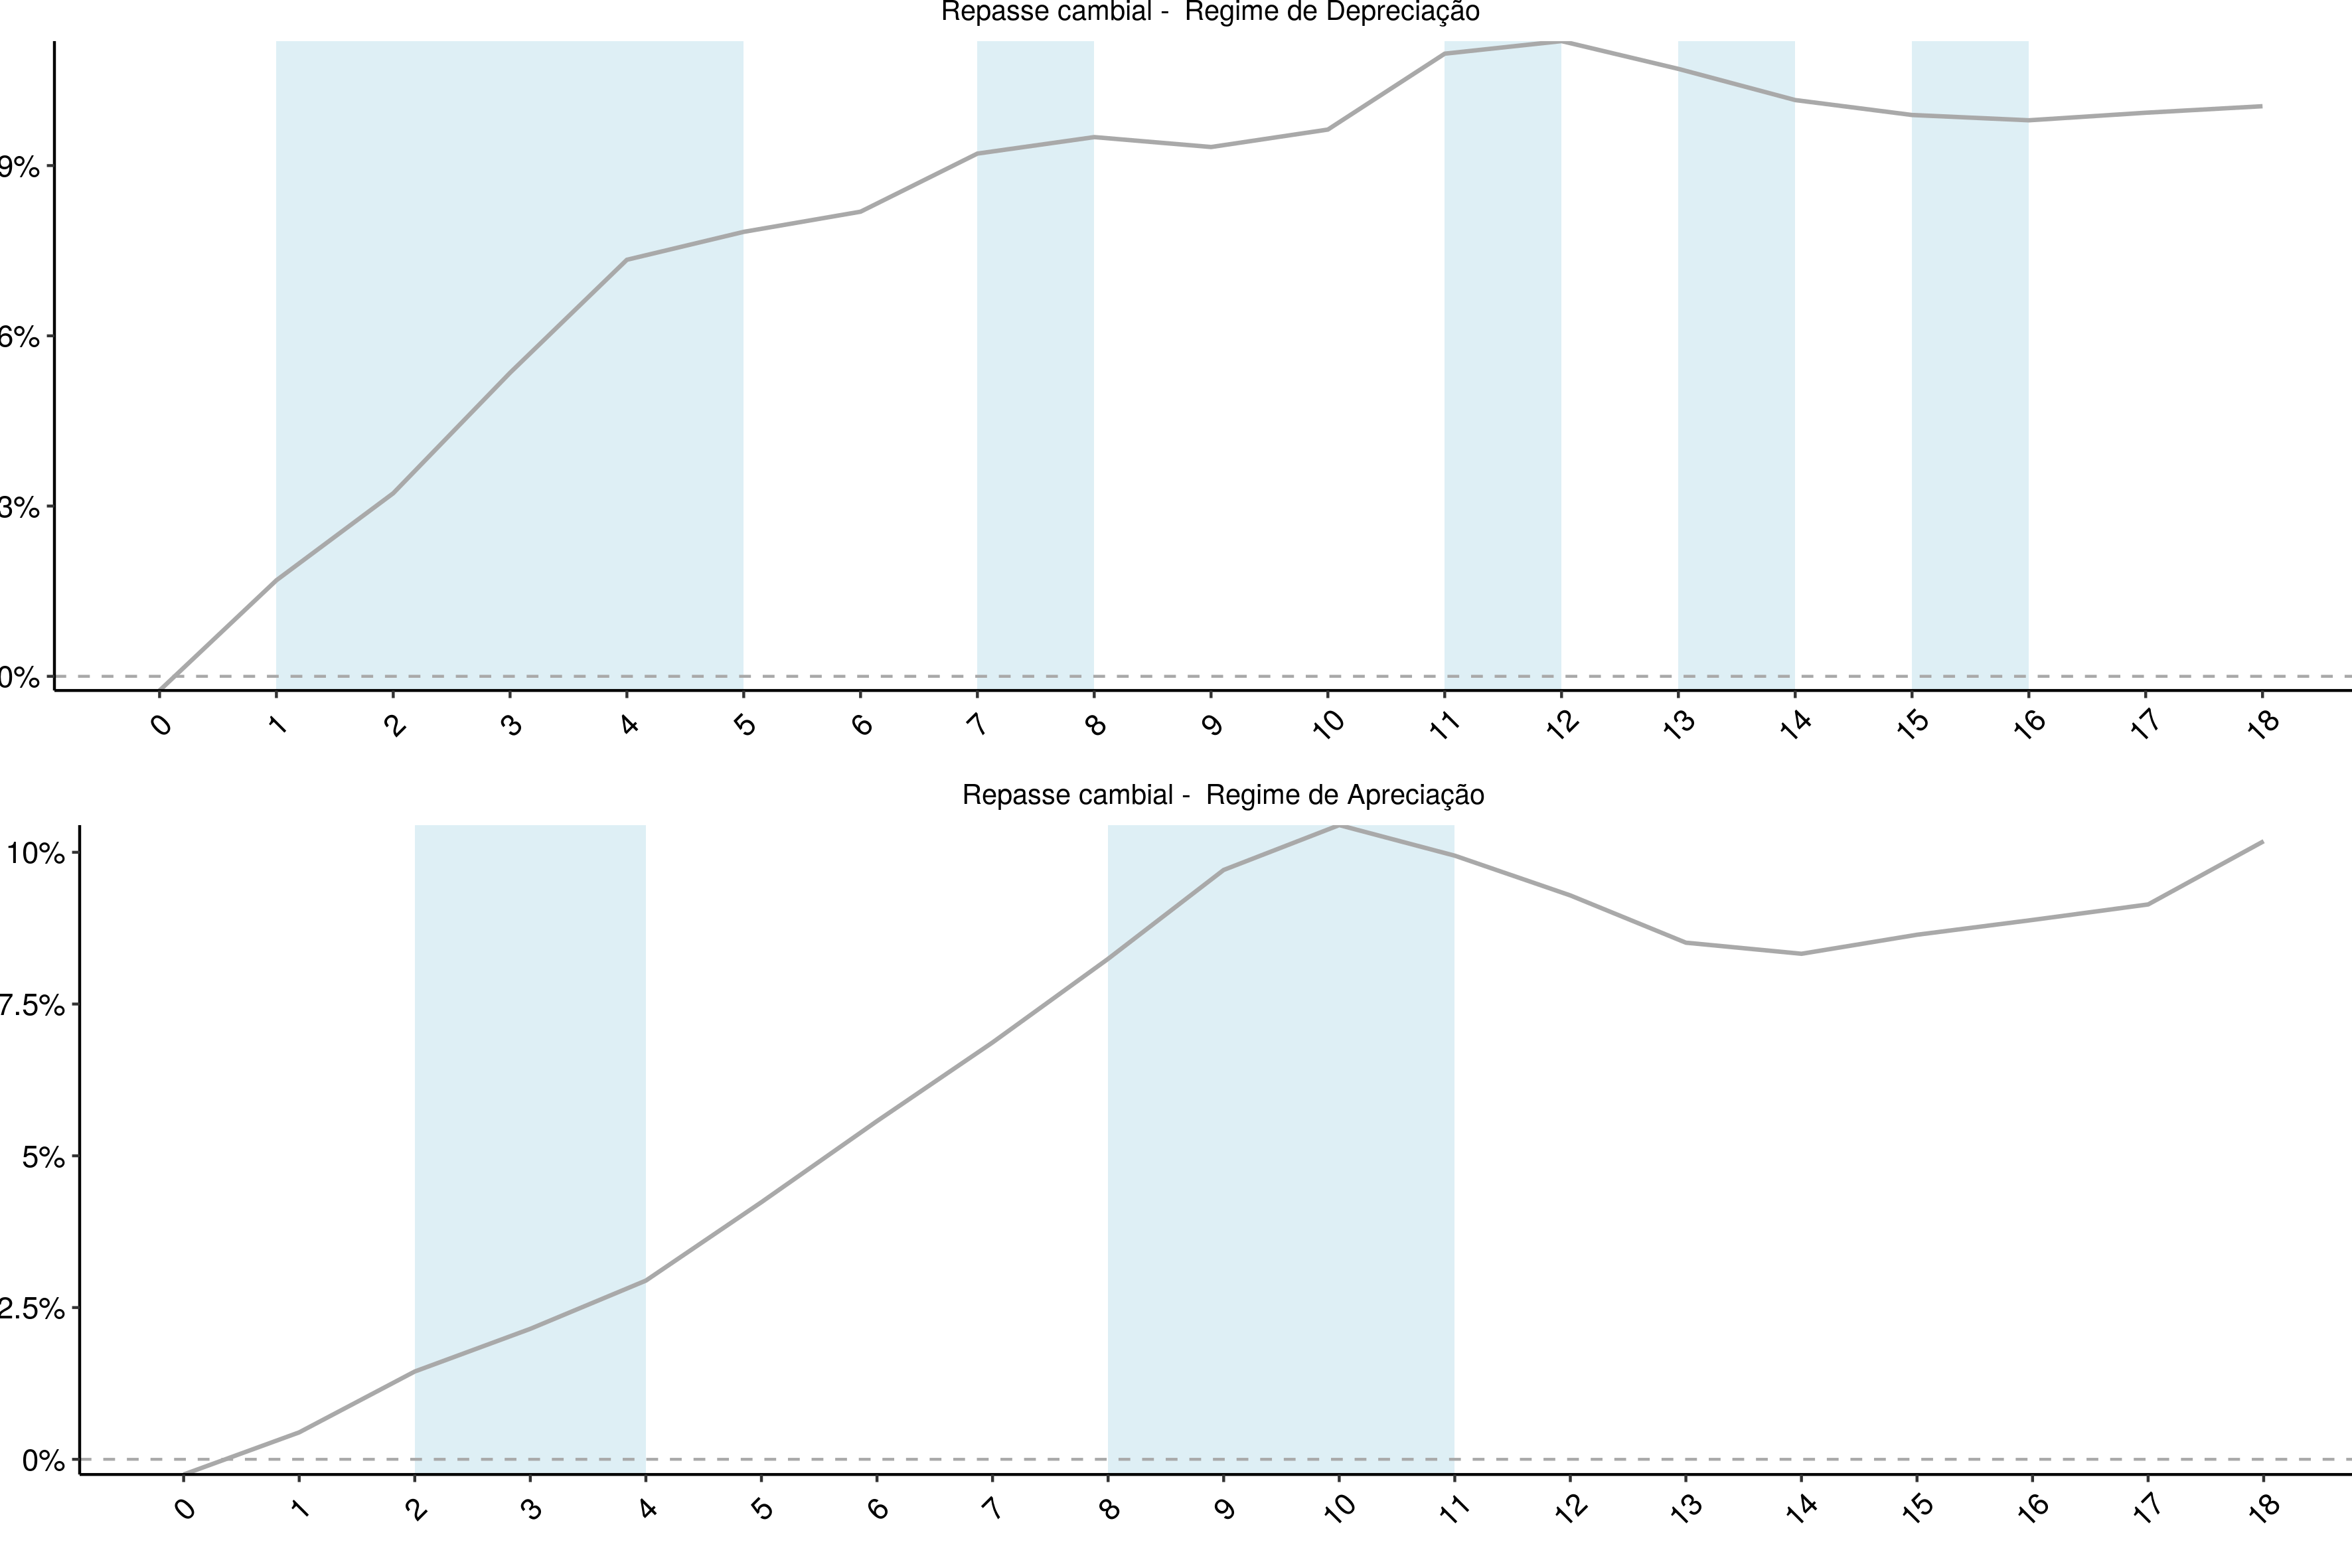 Repasse cambial -  Regime de Depreciação
9%
6%
3%
0%
0 1 2 3 4 5 6 7 8 9 10 11 12 13 14 15 16 17 18
Repasse cambial -  Regime de Apreciação
10%
7.5%
5%
2.5%
0%
0 1 2 3 4 5 6 7 8 9 10 11 12 13 14 15 16 17 18